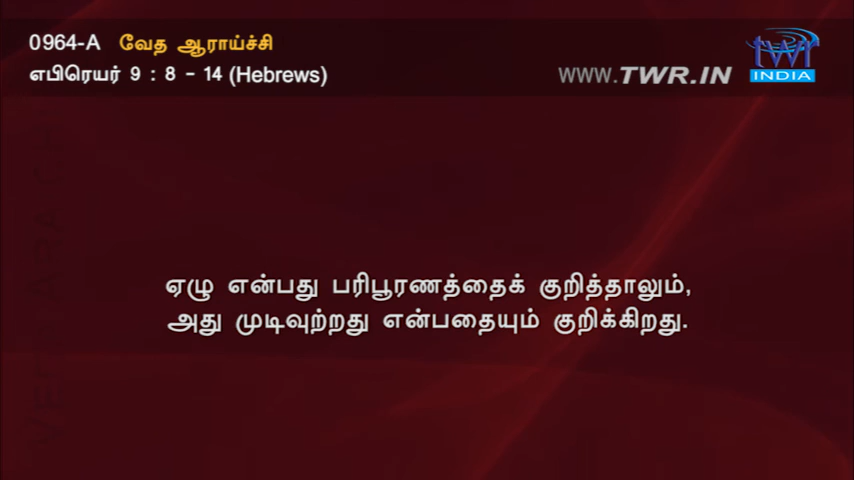 0964-A வேத ஆராய்ச்சி
எபிரெயர் 9 : 8 - 14 (Hebrews)
WWW.TWR.IN
twr
INDIA
ஏழு என்பது பரிபூரணத்தைக் குறித்தாலும்,
அது முடிவுற்றது என்பதையும் குறிக்கிறது.